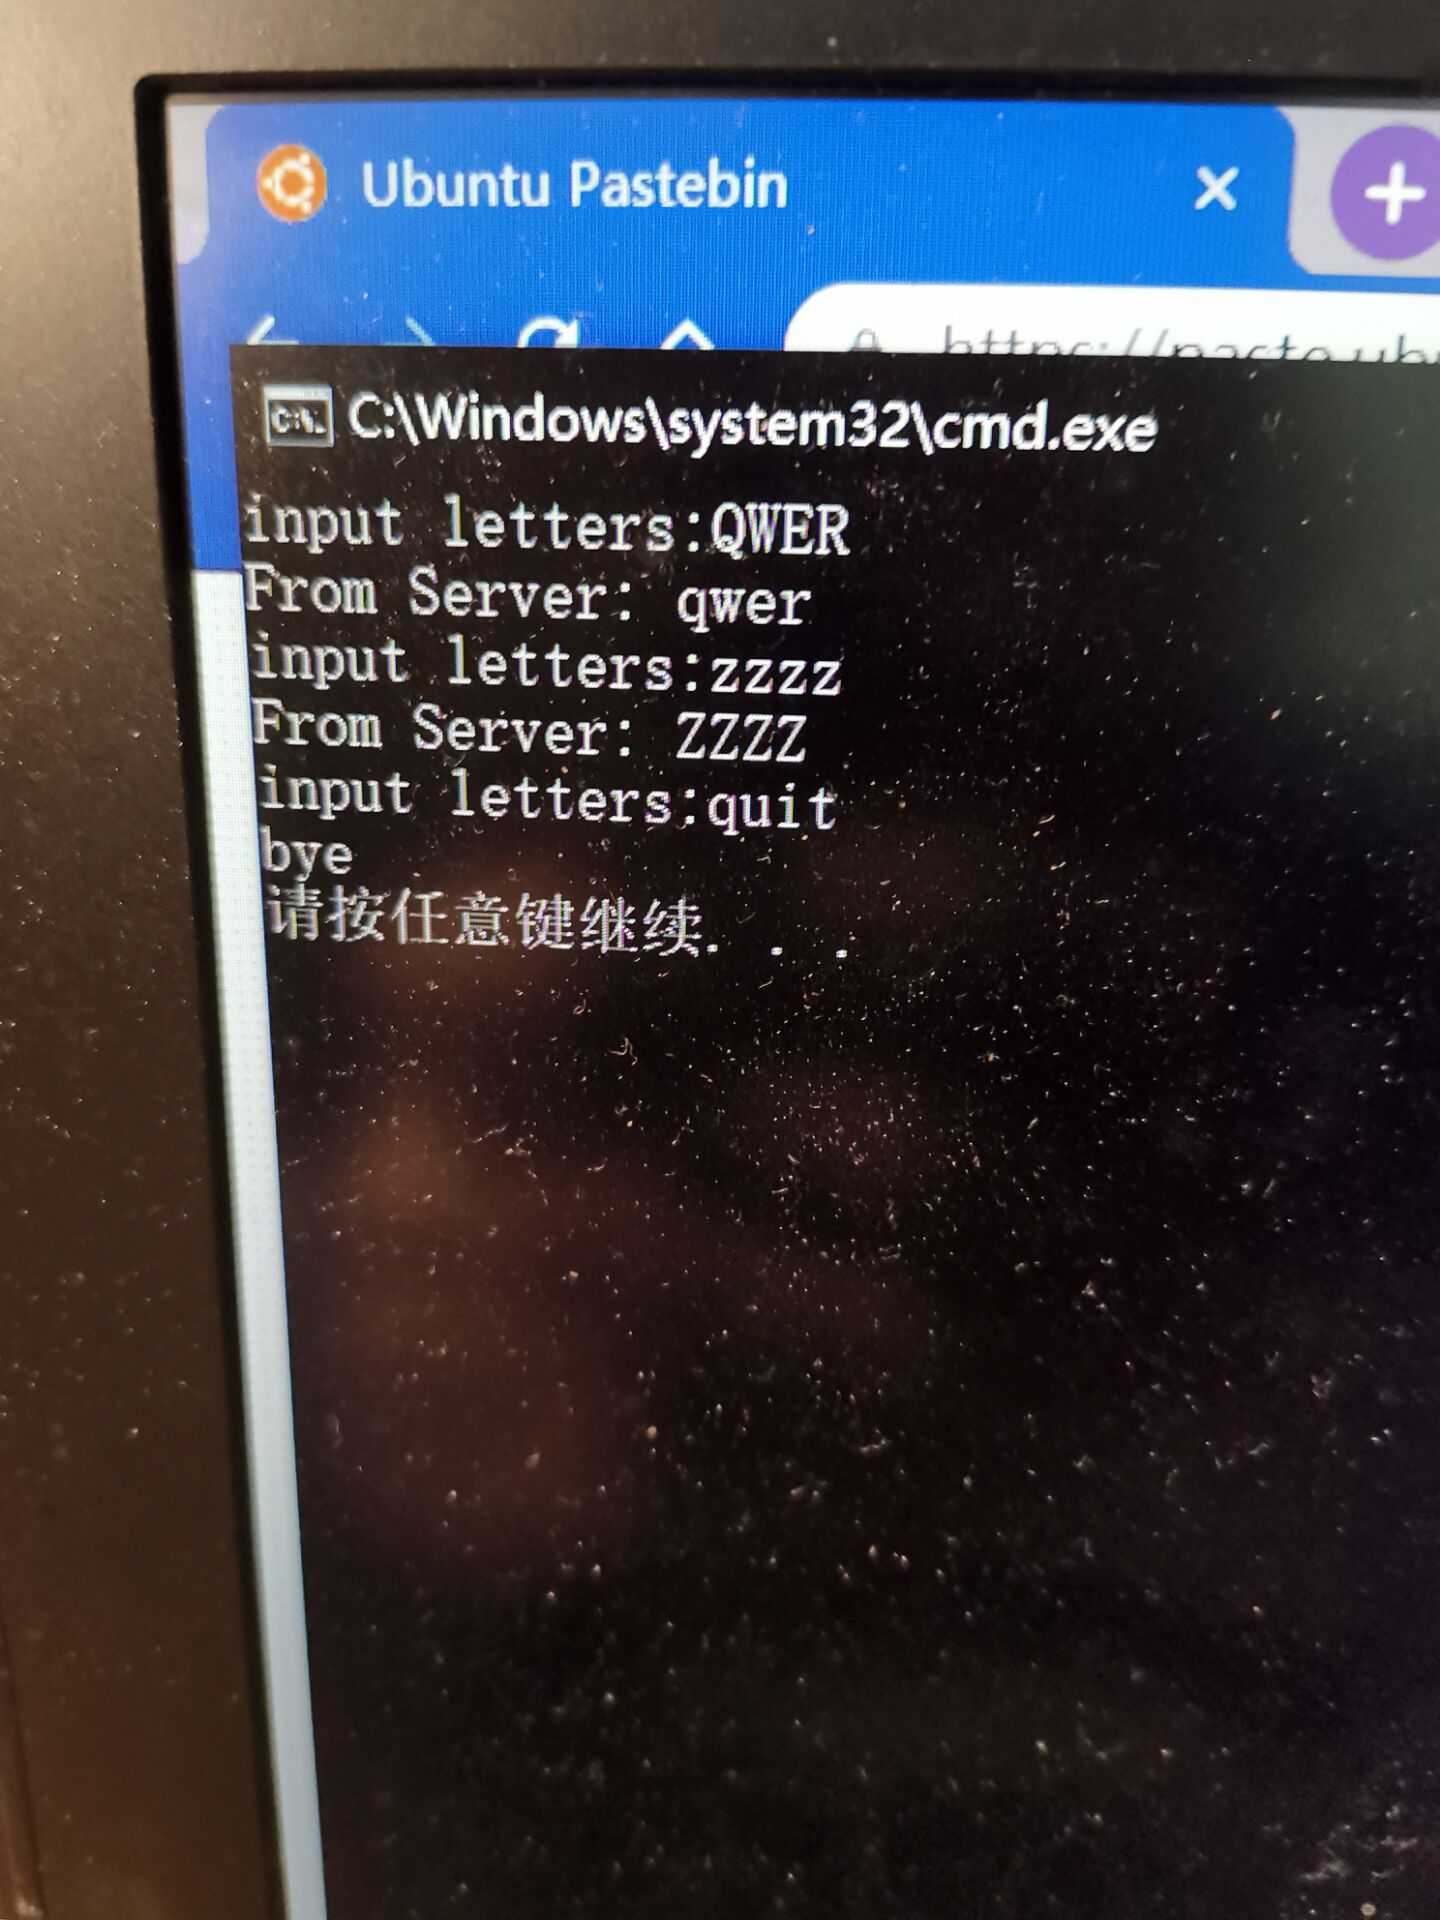 Ubuntu Pastebin
C:\Windows\system32\cmd.exe
input letters:QWER
From Server: qwer
input letters:zzzz
From Server: ZZZZ
input letters:quit
bye
请按任意键继续. . .